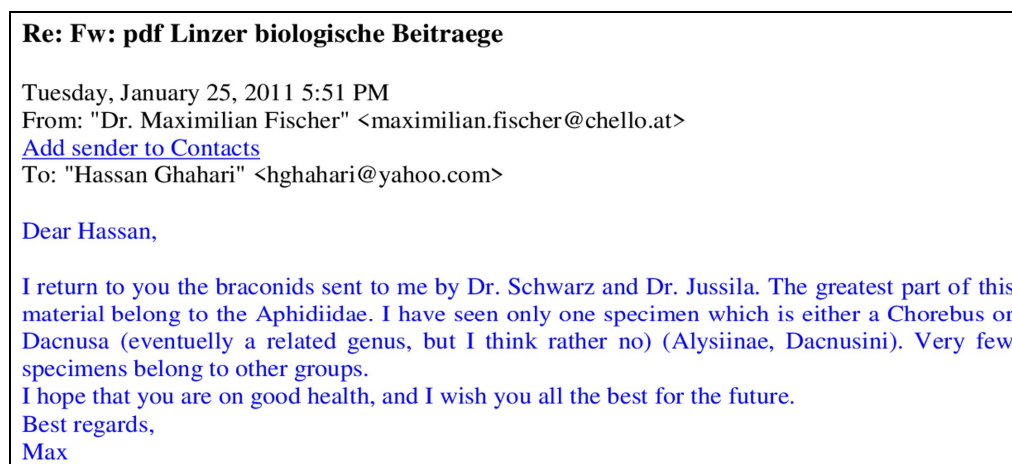 Re: Fw: pdf Linzer biologische Beitraege
Tuesday, January 25, 2011 5:51 PM
From: "Dr. Maximilian Fischer" <maximilian.fischer@chello.at>
Add sender to Contacts
To: "Hassan Ghahari" <hghahari@yahoo.com>
Dear Hassan,
I return to you the braconids sent to me by Dr. Schwarz and Dr. Jussila. The greatest part of this
material belong to the Aphidiidae. I have seen only one specimen which is either a Chorebus or
Dacnusa (eventuelly a related genus, but I think rather no) (Alysiinae, Dacnusini). Very few
specimens belong to other groups.
I hope that you are on good health, and I wish you all the best for the future.
Best regards,
Max